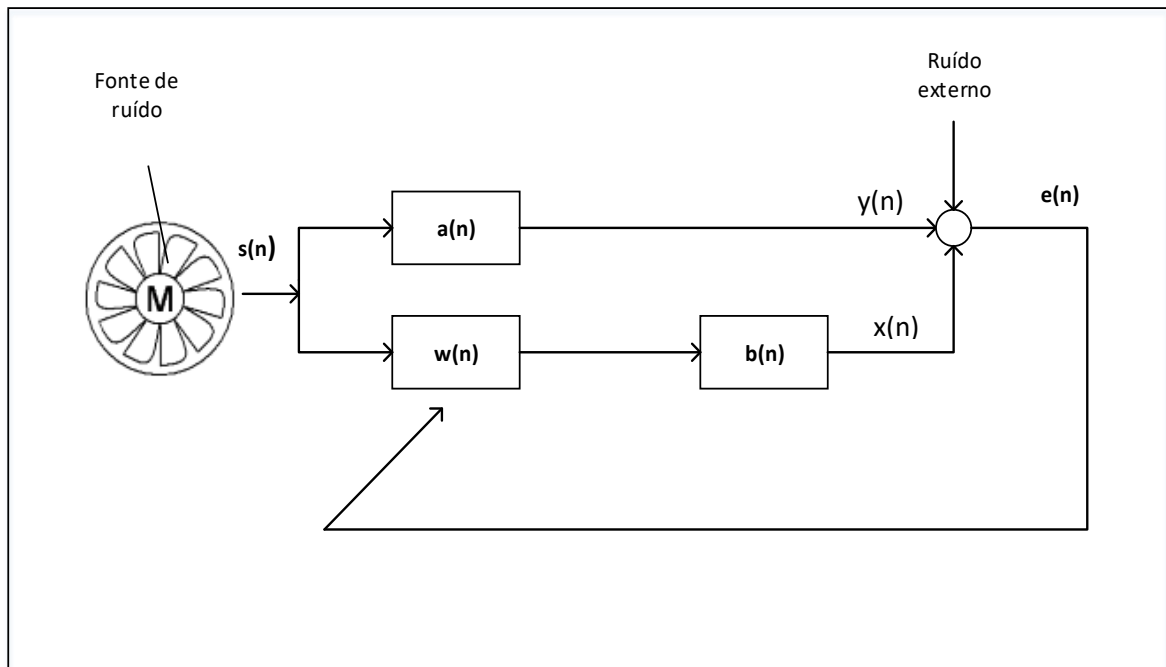 Fonte de
ruído
Ruído
externo
s(n)
a(n)
y(n)
e(n)
M
w(n)
b(n)
x(n)